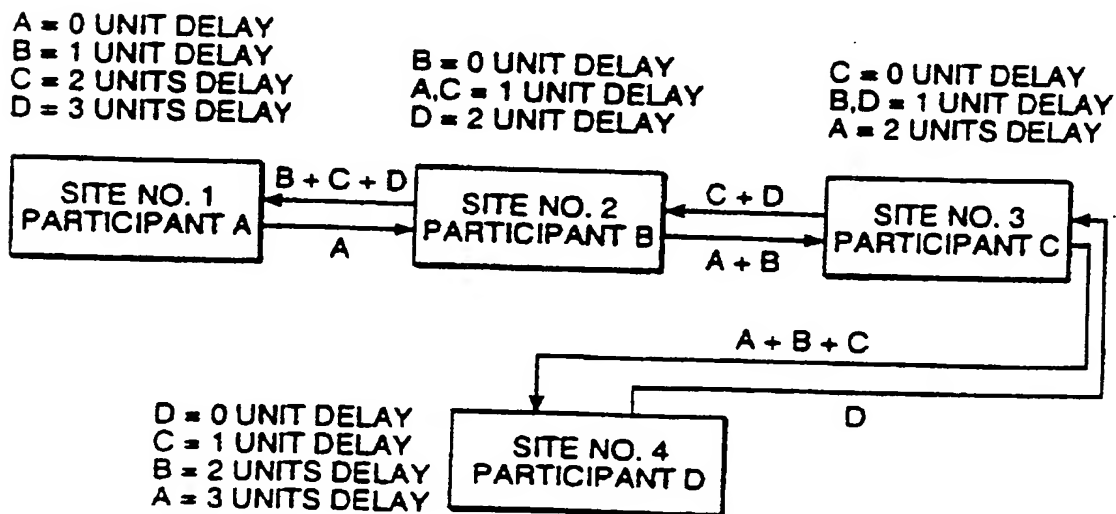 A = 0 UNIT DELAY
B = 1 UNIT DELAY
C = 2 UNITS DELAY
D = 3 UNITS DELAY
B = 0 UNIT DELAY
A,C = 1 UNIT DELAY
D = 2 UNIT DELAY
C = 0 UNIT DELAY
B,D = 1 UNIT DELAY
A = 2 UNITS DELAY
SITE NO. 1
PARTICIPANT A
B + C + D
A
SITE NO. 2
PARTICIPANT B
C + D
A + B
SITE NO. 3
PARTICIPANT C
A + B + C
D
D = 0 UNIT DELAY
C = 1 UNIT DELAY
B = 2 UNITS DELAY
A = 3 UNITS DELAY
SITE NO. 4
PARTICIPANT D